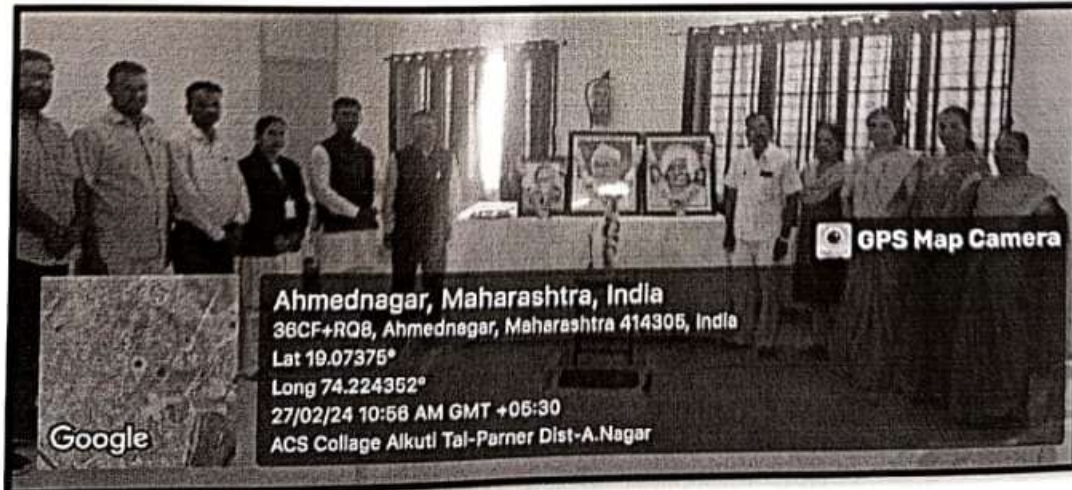 GPS Map Camera
Ahmednagar, Maharashtra, India
36CF+RQ8, Ahmednagar, Maharashtra 414305, India
Lat 19.07375°
Long 74.224352°
27/02/24 10:56 AM GMT +05:30
ACS Collage Alkuti Tal-Parner Dist-A.Nagar
Google